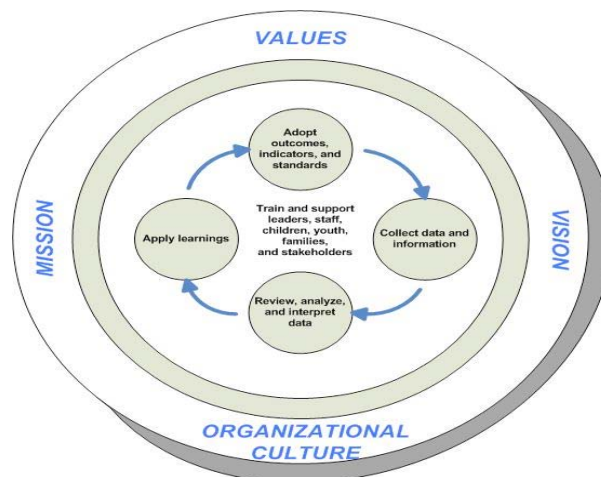 VALUES
Adopt
outcomes,
indicators, and
standards
MISSION
Apply learnings
Train and support
leaders, staff,
children, youth,
families,
and stakeholders
Collect data and
information
VISION
Review, analyze,
and interpret
data
ORGANIZATIONAL
CULTURE